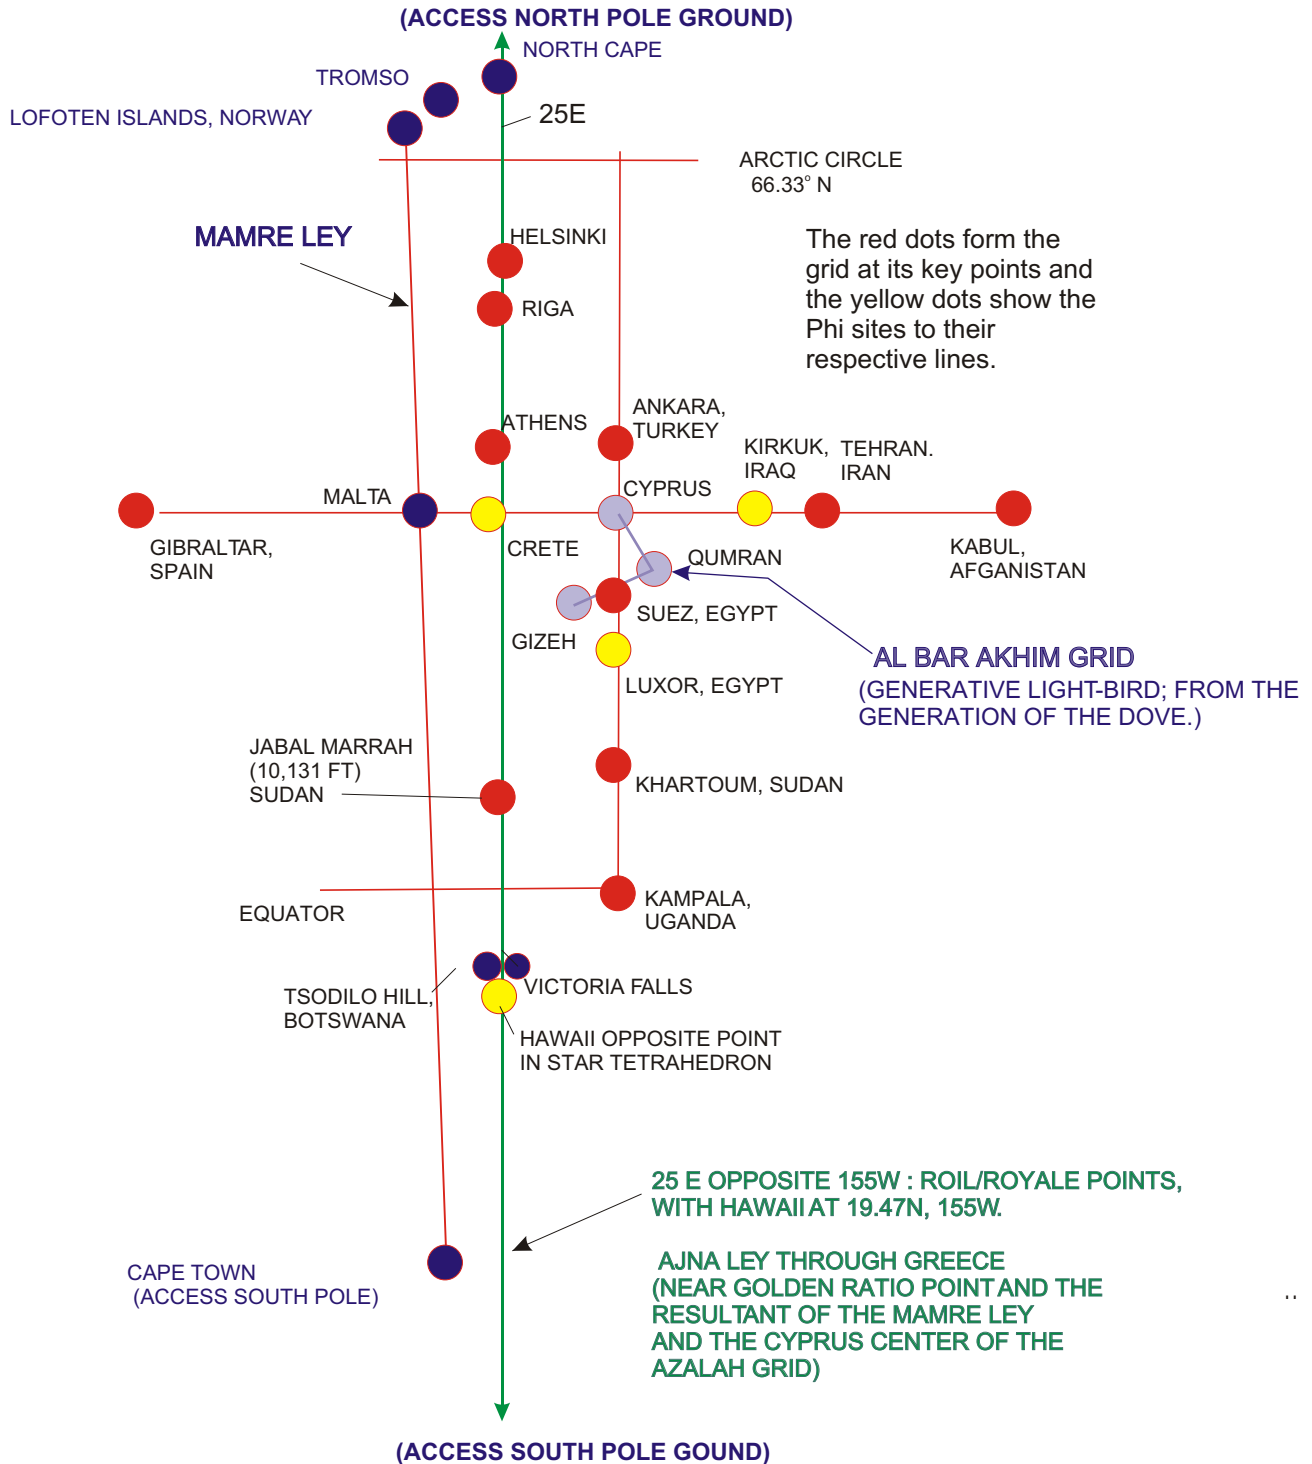 (ACCESS NORTH POLE GROUND)
NORTH CAPE
TROMSO
LOFOTEN ISLANDS, NORWAY
25E
ARCTIC CIRCLE
66.33° N
MAMRE LEY
HELSINKI
The red dots form the
grid at its key points and
the yellow dots show the
Phi sites to their
respective lines.
RIGA
ATHENS
ANKARA,
TURKEY
KIRKUK,
IRAQ
TEHRAN.
IRAN
MALTA
CYPRUS
GIBRALTAR,
SPAIN
CRETE
QUMRAN
KABUL,
AFGANISTAN
SUEZ, EGYPT
GIZEH
AL BAR AKHIM GRID
(GENERATIVE LIGHT-BIRD; FROM THE
GENERATION OF THE DOVE.)
LUXOR, EGYPT
JABAL MARRAH
(10,131 FT)
SUDAN
KHARTOUM, SUDAN
EQUATOR
KAMPALA,
UGANDA
TSODILO HILL,
BOTSWANA
VICTORIA FALLS
HAWAII OPPOSITE POINT
IN STAR TETRAHEDRON
25 E OPPOSITE 155W : ROIL/ROYALE POINTS,
WITH HAWAII AT 19.47N, 155W.
AJNA LEY THROUGH GREECE
(NEAR GOLDEN RATIO POINT AND THE
RESULTANT OF THE MAMRE LEY
AND THE CYPRUS CENTER OF THE
AZALAH GRID)
CAPE TOWN
(ACCESS SOUTH POLE)
..
(ACCESS SOUTH POLE GOUND)